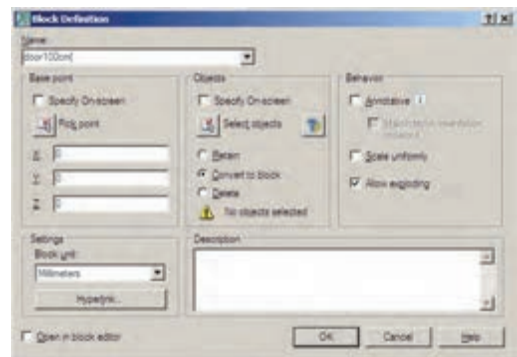 Block Definition
Name:
door100cm
Base point
Specify On-screen
Pick point
X: 0
Y: 0
Z: 0
Objects
Specify On-screen
Select objects
Retain
Convert to block
Delete
No objects selected
Behavior
Annotative
Scale uniformly
Allow exploding
Settings
Block unit:
Millimeters
Hyperlink...
Description
Open in block editor
OK
Cancel
Help